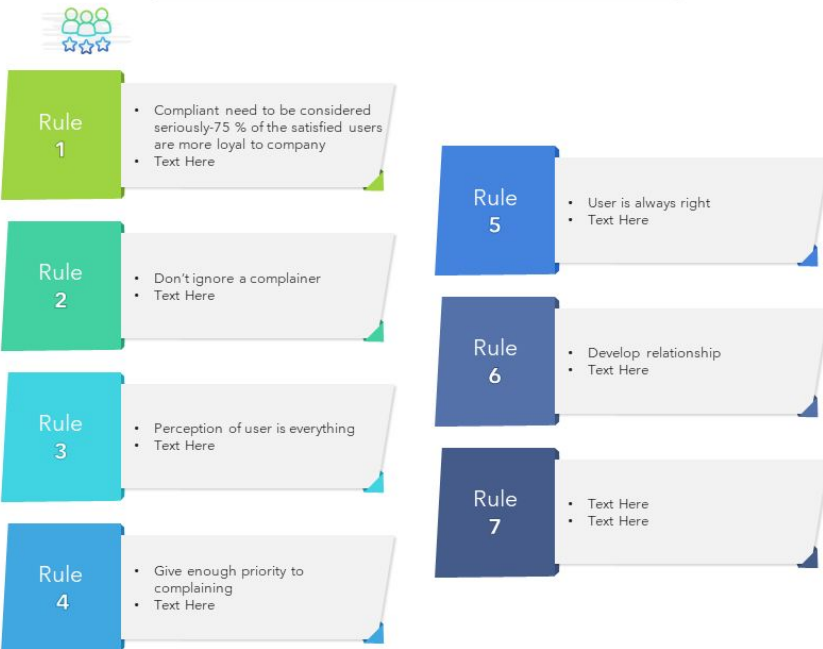 Rule
1
• Compliant need to be considered
seriously-75 % of the satisfied users
are more loyal to company
• Text Here
Rule
2
• Don't ignore a complainer
• Text Here
Rule
3
• Perception of user is everything
• Text Here
Rule
4
• Give enough priority to
complaining
• Text Here
Rule
5
• User is always right
• Text Here
Rule
6
• Develop relationship
• Text Here
Rule
7
• Text Here
• Text Here